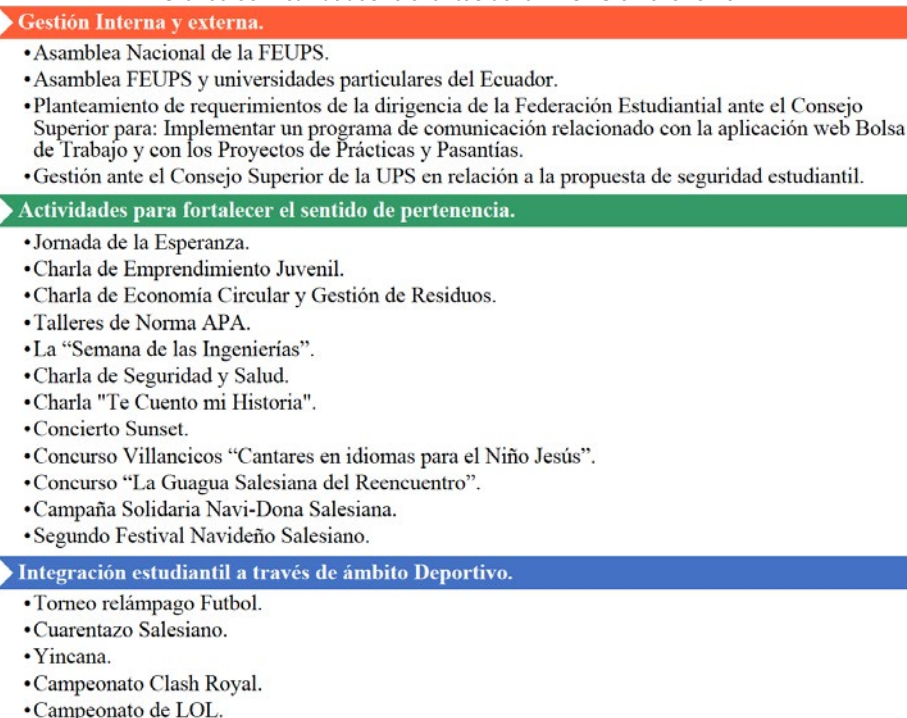 Gestión Interna y externa.
•Asamblea Nacional de la FEUPS.
•Asamblea FEUPS y universidades particulares del Ecuador.
•Planteamiento de requerimientos de la dirigencia de la Federación Estudiantial ante el Consejo
Superior para: Implementar un programa de comunicación relacionado con la aplicación web Bolsa
de Trabajo y con los Proyectos de Prácticas y Pasantías.
•Gestión ante el Consejo Superior de la UPS en relación a la propuesta de seguridad estudiantil.
Actividades para fortalecer el sentido de pertenencia.
•Jornada de la Esperanza.
•Charla de Emprendimiento Juvenil.
•Charla de Economía Circular y Gestión de Residuos.
•Talleres de Norma APA.
•La “Semana de las Ingenierías”.
•Charla de Seguridad y Salud.
•Charla "Te Cuento mi Historia".
•Concierto Sunset.
•Concurso Villancicos “Cantares en idiomas para el Niño Jesús”.
•Concurso “La Guagua Salesiana del Reencuentro”.
•Campaña Solidaria Navi-Dona Salesiana.
•Segundo Festival Navideño Salesiano.
Integración estudiantil a través de ámbito Deportivo.
•Torneo relámpago Futbol.
•Cuarentazo Salesiano.
•Yincana.
•Campeonato Clash Royal.
•Campeonato de LOL.